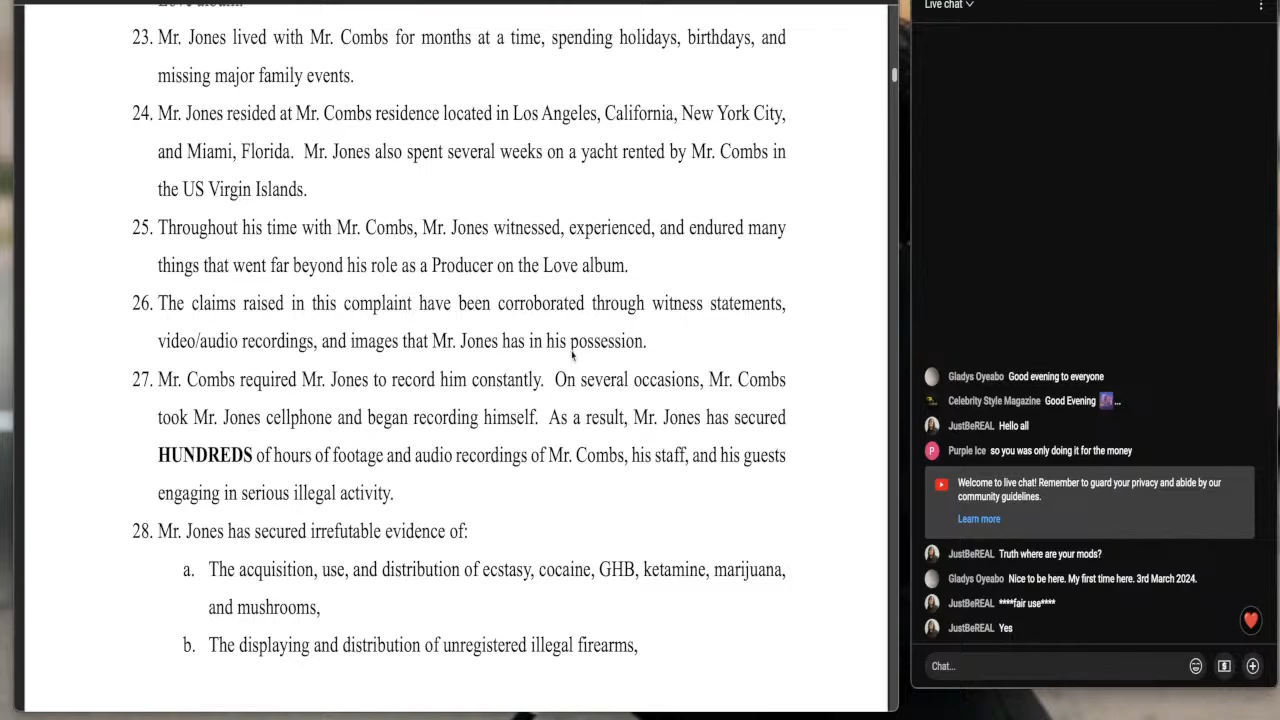 Love album.
23. Mr. Jones lived with Mr. Combs for months at a time, spending holidays, birthdays, and
missing major family events.
24. Mr. Jones resided at Mr. Combs residence located in Los Angeles, California, New York City,
and Miami, Florida. Mr. Jones also spent several weeks on a yacht rented by Mr. Combs in
the US Virgin Islands.
25. Throughout his time with Mr. Combs, Mr. Jones witnessed, experienced, and endured many
things that went far beyond his role as a Producer on the Love album.
26. The claims raised in this complaint have been corroborated through witness statements,
video/audio recordings, and images that Mr. Jones has in his possession.
27. Mr. Combs required Mr. Jones to record him constantly. On several occasions, Mr. Combs
took Mr. Jones cellphone and began recording himself. As a result, Mr. Jones has secured
HUNDREDS of hours of footage and audio recordings of Mr. Combs, his staff, and his guests
engaging in serious illegal activity.
28. Mr. Jones has secured irrefutable evidence of:
a. The acquisition, use, and distribution of ecstasy, cocaine, GHB, ketamine, marijuana,
and mushrooms,
b. The displaying and distribution of unregistered illegal firearms,
Live chat
Gladys Oyeabo Good evening to everyone
Celebrity Style Magazine Good Evening ...
JustBeREAL Hello all
P Purple Ice so you was only doing it for the money
Welcome to live chat! Remember to guard your privacy and abide by our
community guidelines.
Learn more
JustBeREAL Truth where are your mods?
Gladys Oyeabo Nice to be here. My first time here. 3rd March 2024.
JustBeREAL ****fair use****
JustBeREAL Yes
Chat...